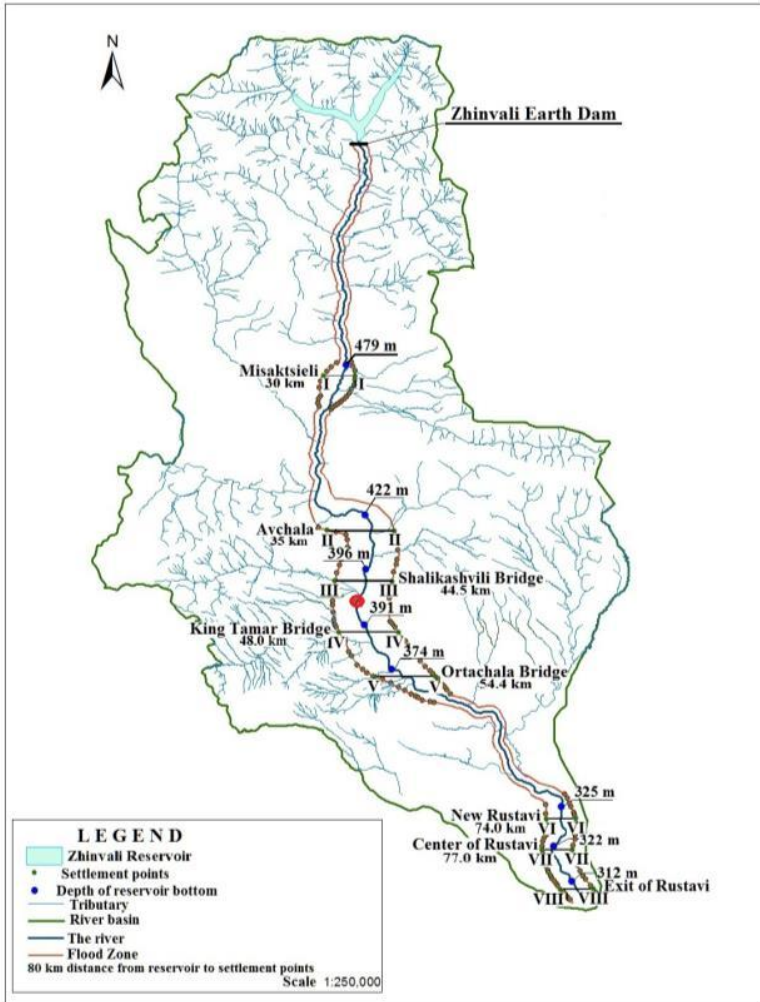 N
Zhinvali Earth Dam
479 m
Misaktsieli
30 km
I I
422 m
Avchala
35 km
II II
396 m
Shalikashvili Bridge
44.5 km
III III
391 m
King Tamar Bridge
48.0 km
IV IV
374 m
Ortachala Bridge
54.4 km
V V
325 m
New Rustavi
74.0 km
VI VI
322 m
Center of Rustavi
77.0 km
VII VII
312 m
Exit of Rustavi
VIII VIII
LEGEND
Zhinvali Reservoir
Settlement points
Depth of reservoir bottom
Tributary
River basin
The river
Flood Zone
80 km distance from reservoir to settlement points
Scale 1:250,000